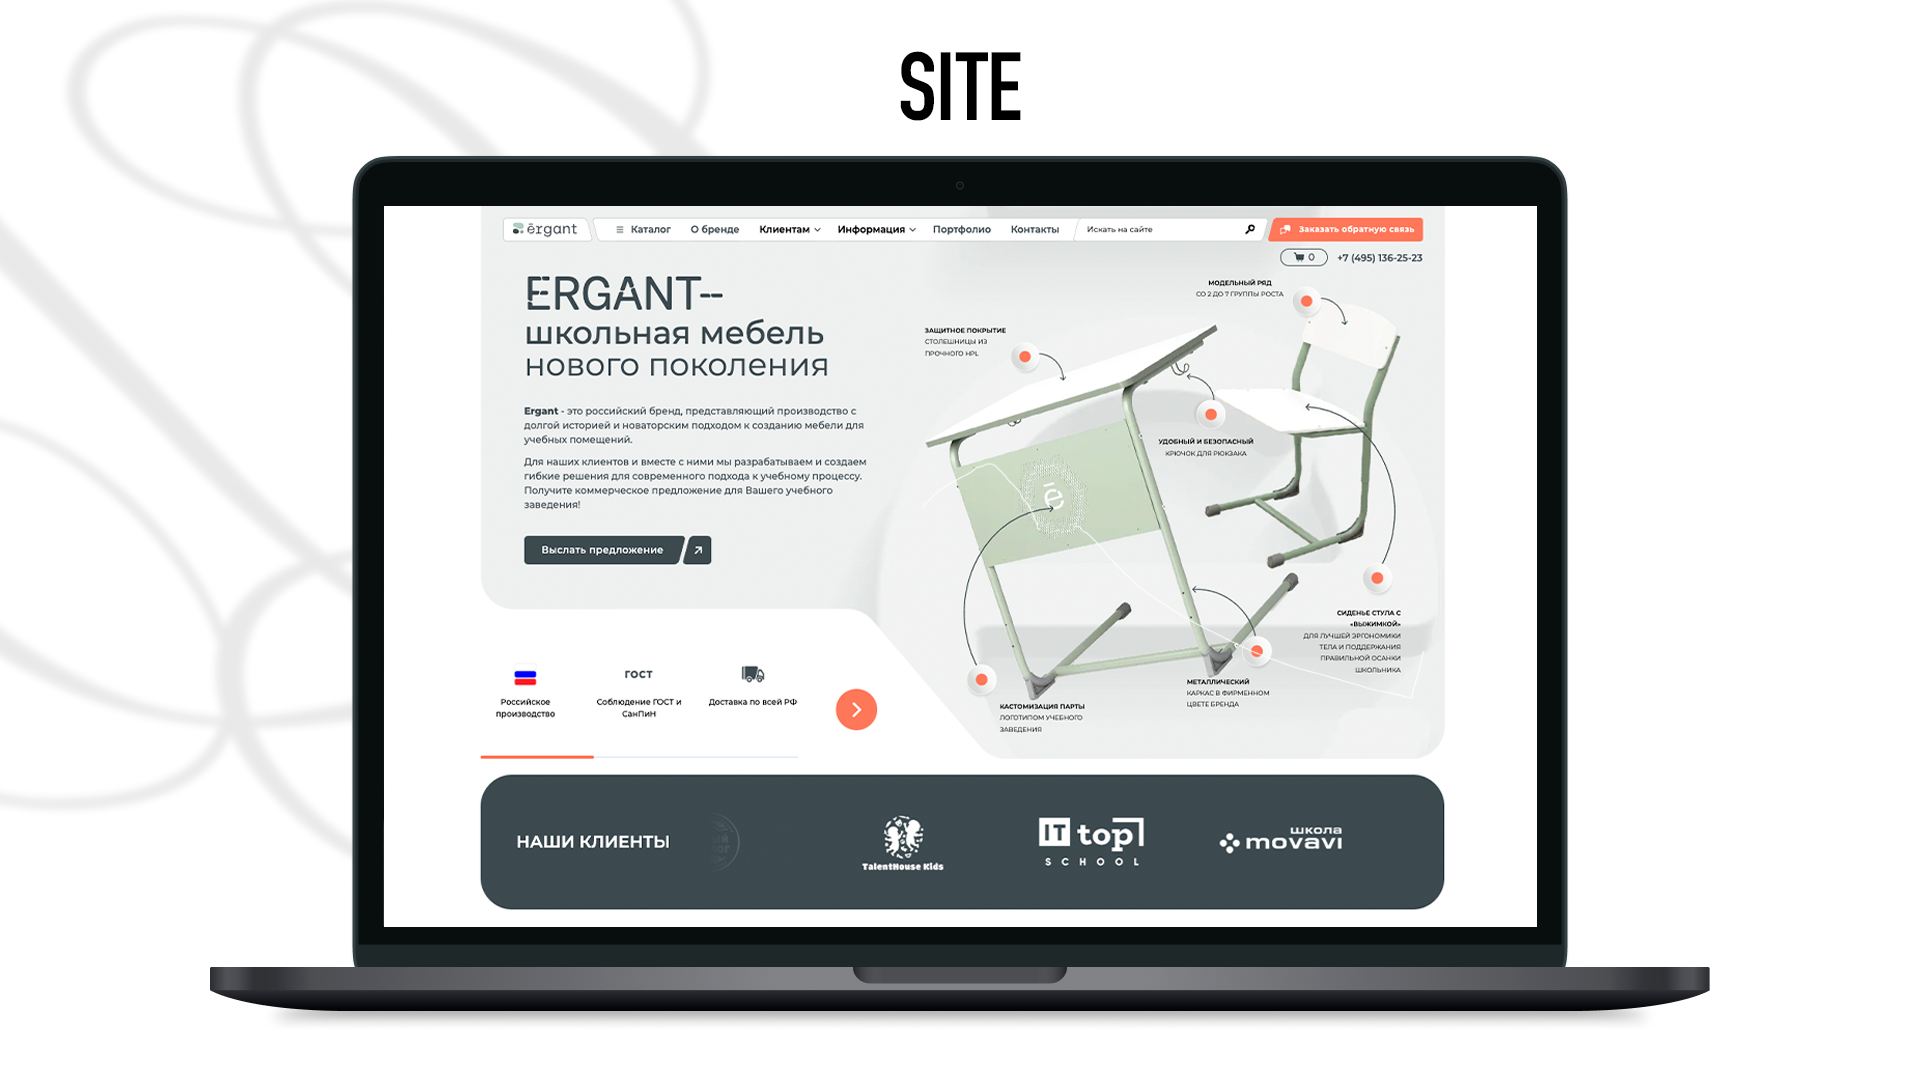 SITE
ērgant
Каталог
О бренде
Клиентам
Информация
Портфолио
Контакты
Искать на сайте
Заказать обратную связь
0
+7 (495) 136-25-23
ERGANT–
школьная мебель
нового поколения
Ergant - это российский бренд, представляющий производство с
долгой историей и новаторским подходом к созданию мебели для
учебных помещений.
Для наших клиентов и вместе с ними мы разрабатываем и создаем
гибкие решения для современного подхода к учебному процессу.
Получите коммерческое предложение для Вашего учебного
заведения!
Выслать предложение
МОДЕЛЬНЫЙ РЯД
СО 2 ДО 7 ГРУППЫ РОСТА
ЗАЩИТНОЕ ПОКРЫТИЕ
СТОЛЕШНИЦЫ ИЗ
ПРОЧНОГО HPL
УДОБНЫЙ И БЕЗОПАСНЫЙ
КРЮЧОК ДЛЯ РЮКЗАКА
ē
СИДЕНЬЕ СТУЛА С
«ВЫЖИМКОЙ»
ДЛЯ ЛУЧШЕЙ ЭРГОНОМИКИ
ТЕЛА И ПОДДЕРЖАНИЯ
ПРАВИЛЬНОЙ ОСАНКИ
ШКОЛЬНИКА
МЕТАЛЛИЧЕСКИЙ
КАРКАС В ФИРМЕННОМ
ЦВЕТЕ БРЕНДА
КАСТОМИЗАЦИЯ ПАРТЫ
ЛОГОТИПОМ УЧЕБНОГО
ЗАВЕДЕНИЯ
Российское
производство
ГОСТ
Соблюдение ГОСТ и
СанПиН
Доставка по всей РФ
НАШИ КЛИЕНТЫ
TalentHouse Kids
IT top
SCHOOL
школа
movavi